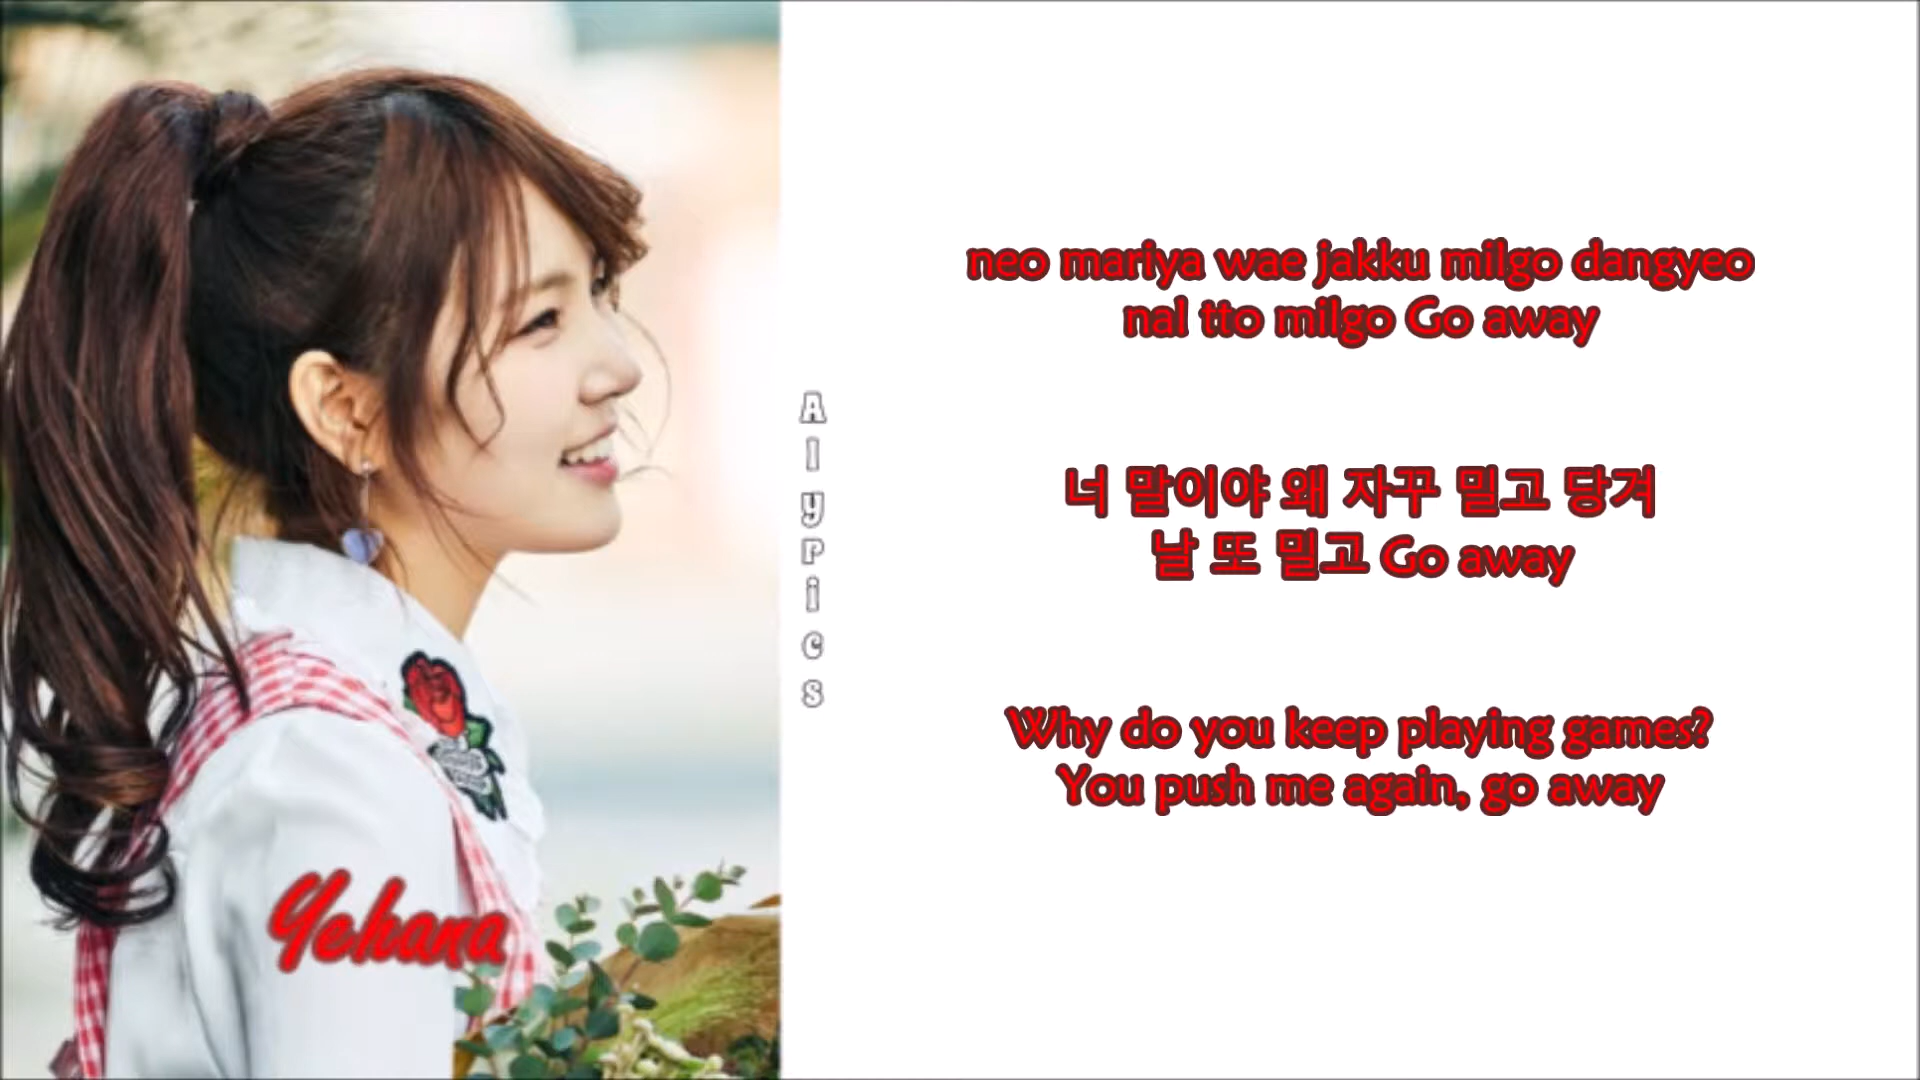 neo mariya wae jakku milgo dangyeo
nal tto milgo Go away
너 말이야 왜 자꾸 밀고 당겨
날 또 밀고 Go away
Why do you keep playing games?
You push me again, go away
AlyPics
Yehana